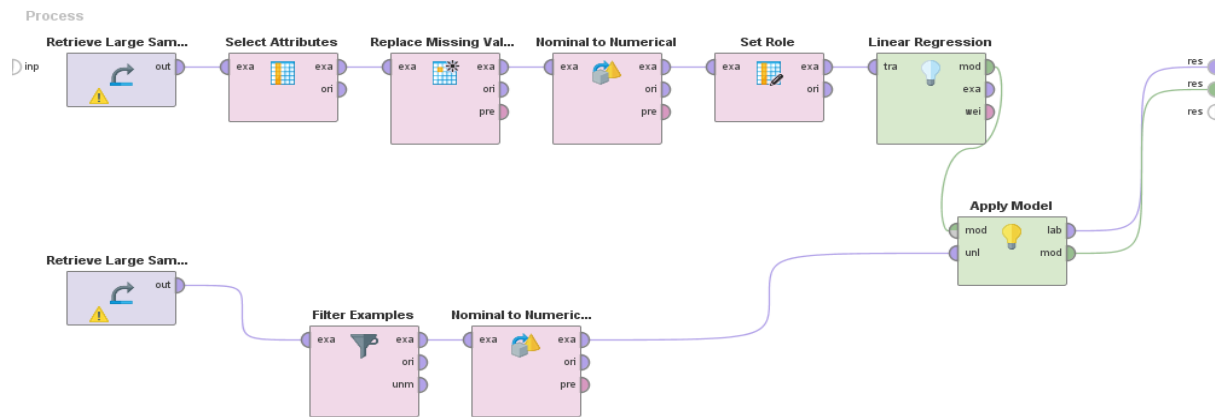 Process
Retrieve Large Sam...
Select Attributes
Replace Missing Val...
Nominal to Numerical
Set Role
Linear Regression
inp
out
exa exa
ori
exa exa
ori
pre
exa exa
ori
pre
exa exa
ori
tra mod
exa
wei
res
res
res
Apply Model
mod lab
unl mod
Retrieve Large Sam...
out
Filter Examples
Nominal to Numeric...
exa exa
ori
unm
exa exa
ori
pre